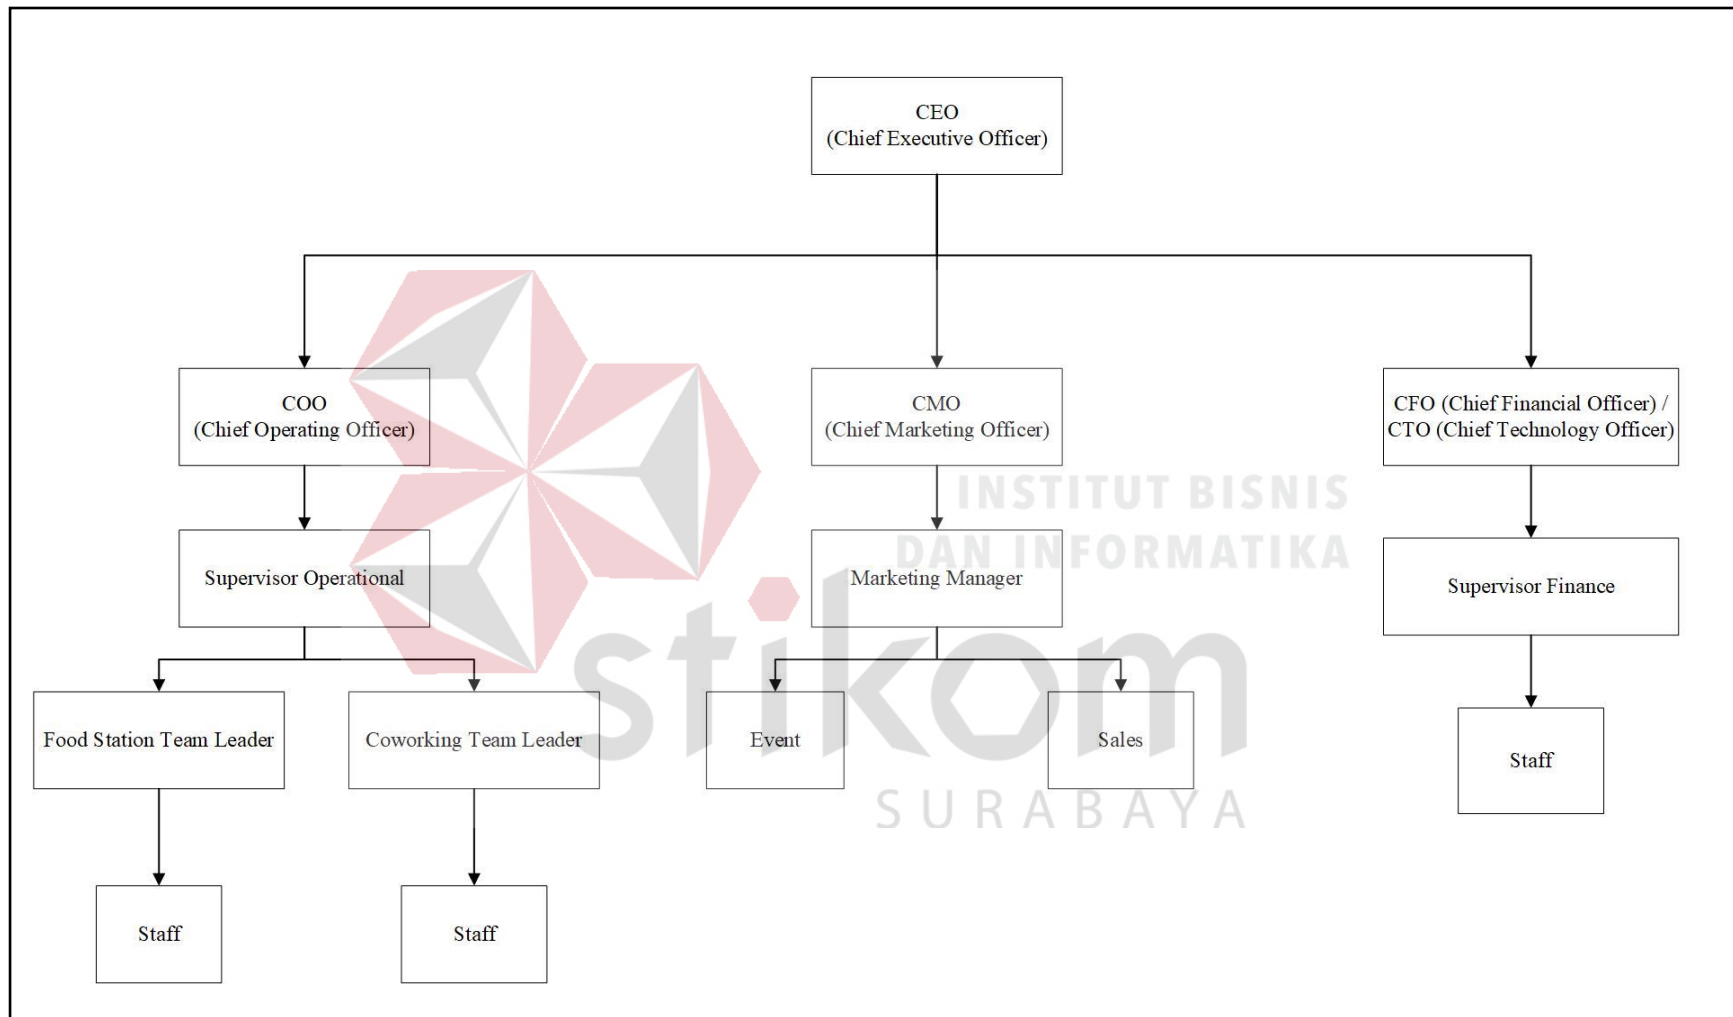 CEO
(Chief Executive Officer)
COO
(Chief Operating Officer)
CMO
(Chief Marketing Officer)
CFO (Chief Financial Officer) /
CTO (Chief Technology Officer)
INSTITUT BISNIS
DAN INFORMATIKA
Supervisor Operational
Marketing Manager
Supervisor Finance
stikom
Food Station Team Leader
Coworking Team Leader
Event
Sales
Staff
SURABAYA
Staff
Staff